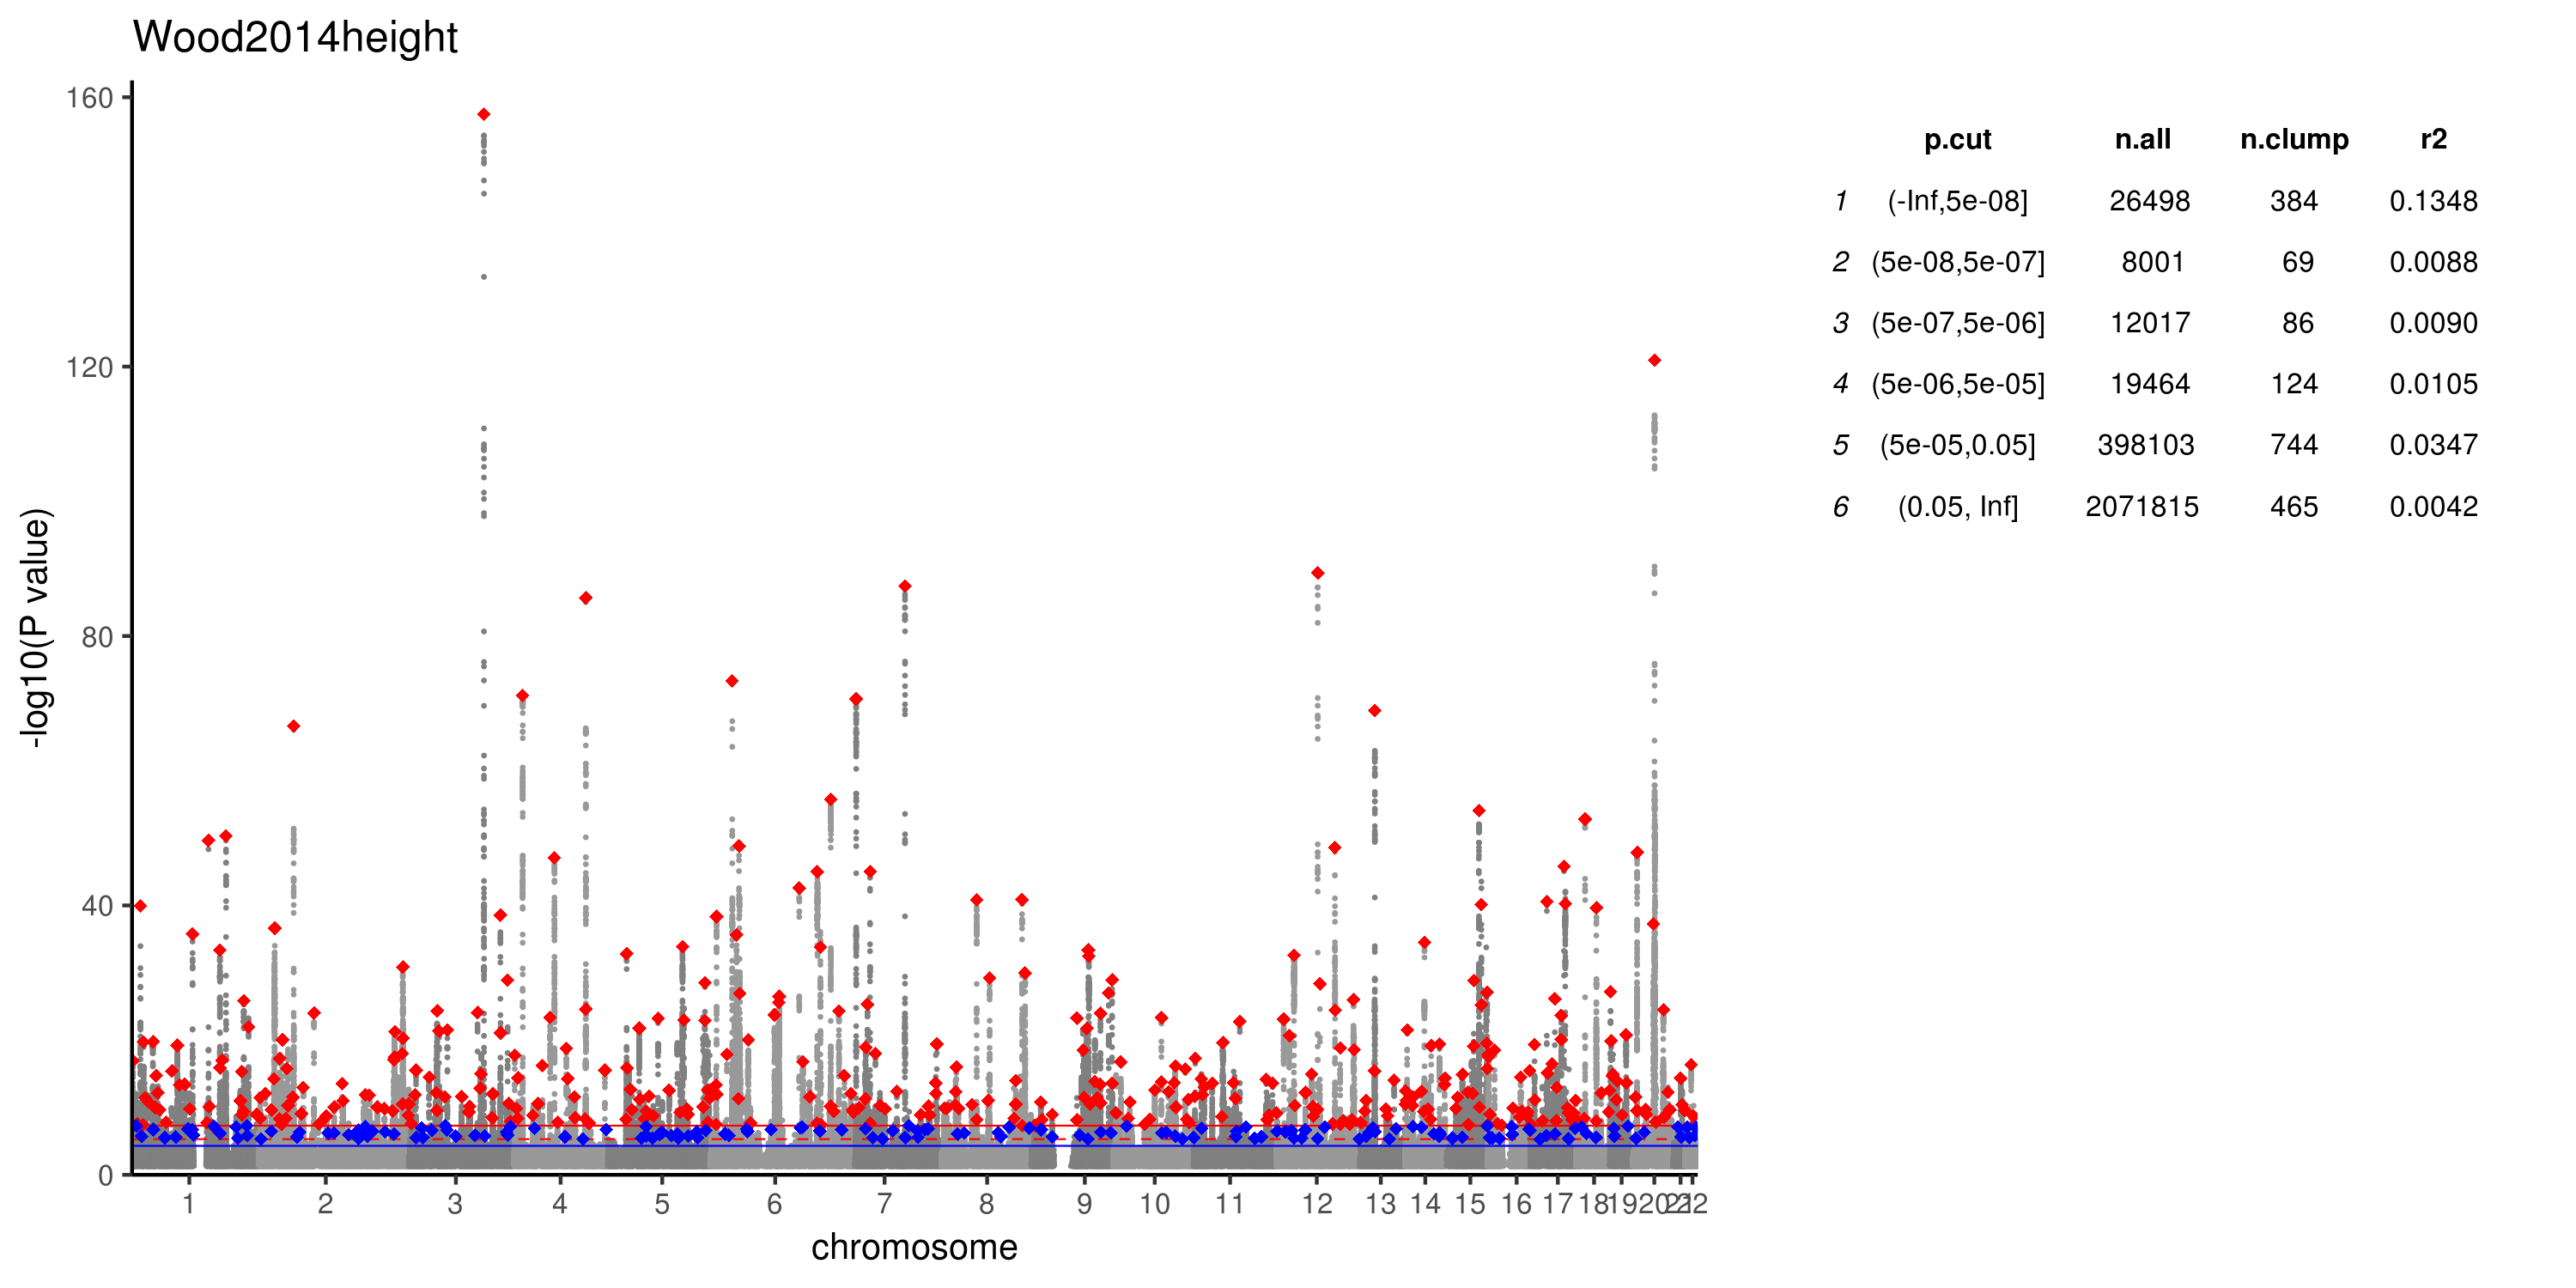 Wood2014height
160
120
80
40
0
-log10(P value)
1 2 3 4 5 6 7 8 9 10 11 12 13 14 15 16 17 18 19 20 21 22
chromosome
p.cut n.all n.clump r2
1 (-Inf,5e-08] 26498 384 0.1348
2 (5e-08,5e-07] 8001 69 0.0088
3 (5e-07,5e-06] 12017 86 0.0090
4 (5e-06,5e-05] 19464 124 0.0105
5 (5e-05,0.05] 398103 744 0.0347
6 (0.05, Inf] 2071815 465 0.0042